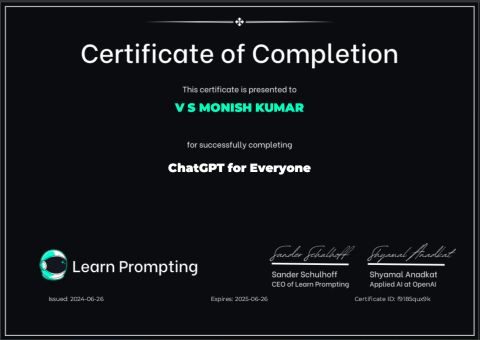 Certificate of Completion
This certificate is presented to
V S MONISH KUMAR
for successfully completing
ChatGPT for Everyone
Learn Prompting
Sander Schulhoff
Sander Schulhoff
CEO of Learn Prompting
Shyamal Anadkat
Shyamal Anadkat
Applied AI at OpenAI
Issued: 2024-06-26
Expires: 2025-06-26
Certificate ID: f9185qux9k